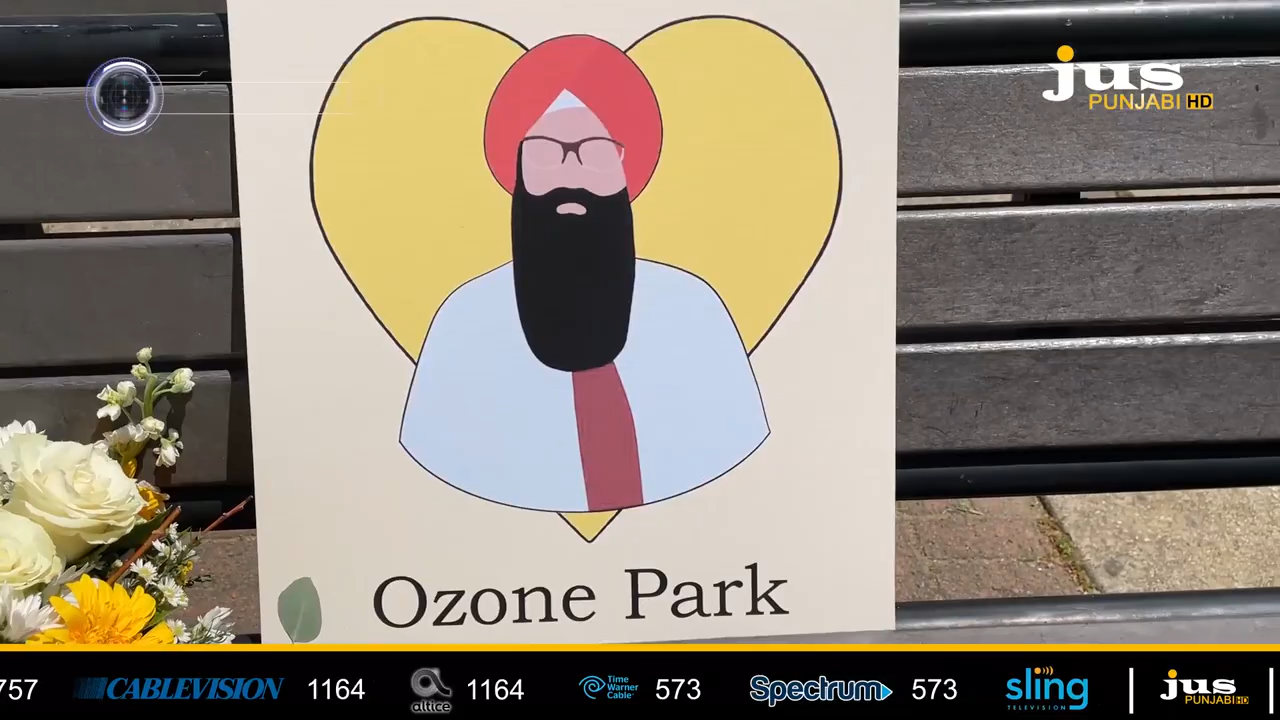 jus
PUNJABI HD
Ozone Park
757 CABLEVISION 1164 altice 1164 Time Warner Cable 573 Spectrum 573 sling TELEVISION jus PUNJABI HD